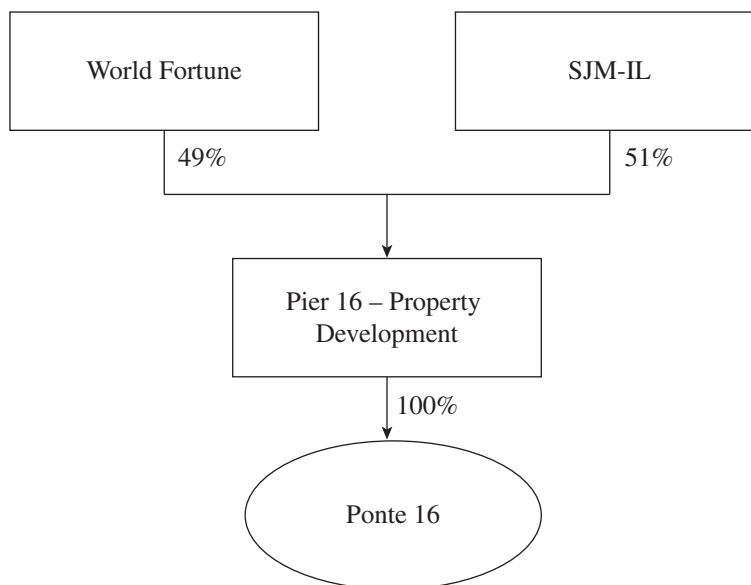 World Fortune
SJM-IL
49%
51%
Pier 16 – Property
Development
100%
Ponte 16